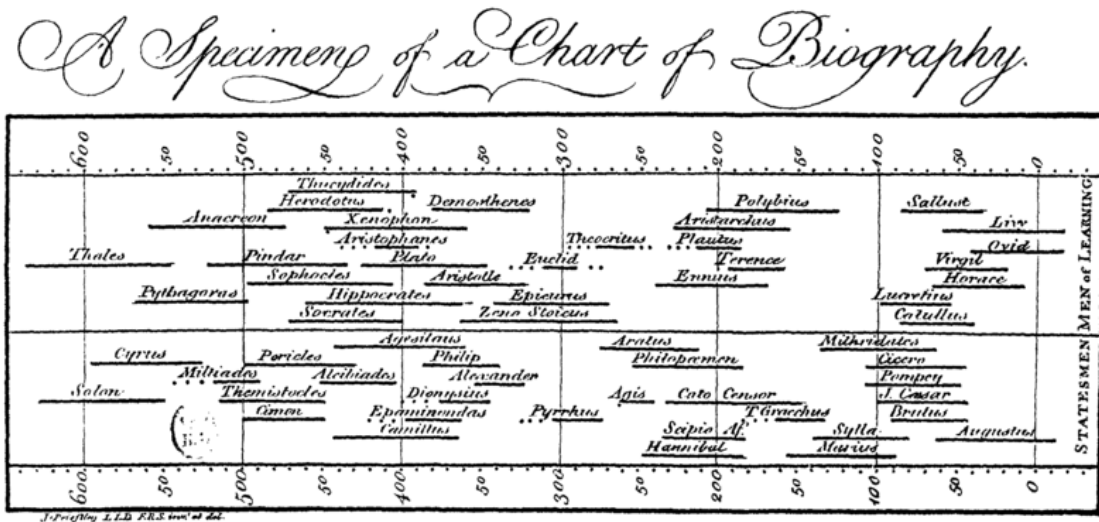 A Specimen of a Chart of Biography.
600 50 500 50 400 50 300 50 200 50 100 50 0
Thucydides
Herodotus Demosthenes Polybius Sallust
Anacreon Xenophon Aristarchus Livy
Aristophanes Theocritus Plautus Ovid
Thales Pindar Plato Euclid Terence Virgil
Sophocles Aristotle Ennius Horace
Pythagoras Hippocrates Epicurus Lucretius
Socrates Zeno Stoicus Catullus
MEN of LEARNING
Agesilaus Aratus Mithridates
Cyrus Pericles Philip Philopæmen Cicero
Miltiades Alcibiades Alexander Pompey
Solon Themistocles Dionysius Agis Cato Censor J. Cæsar
Cimon Epaminondas Pyrrhus T. Gracchus Brutus
Camillus Scipio Af. Sylla Augustus
Hannibal Marius
STATESMEN
600 50 500 50 400 50 300 50 200 50 100 50 0
J. Priestley L.L.D. F.R.S. inv.t et del.